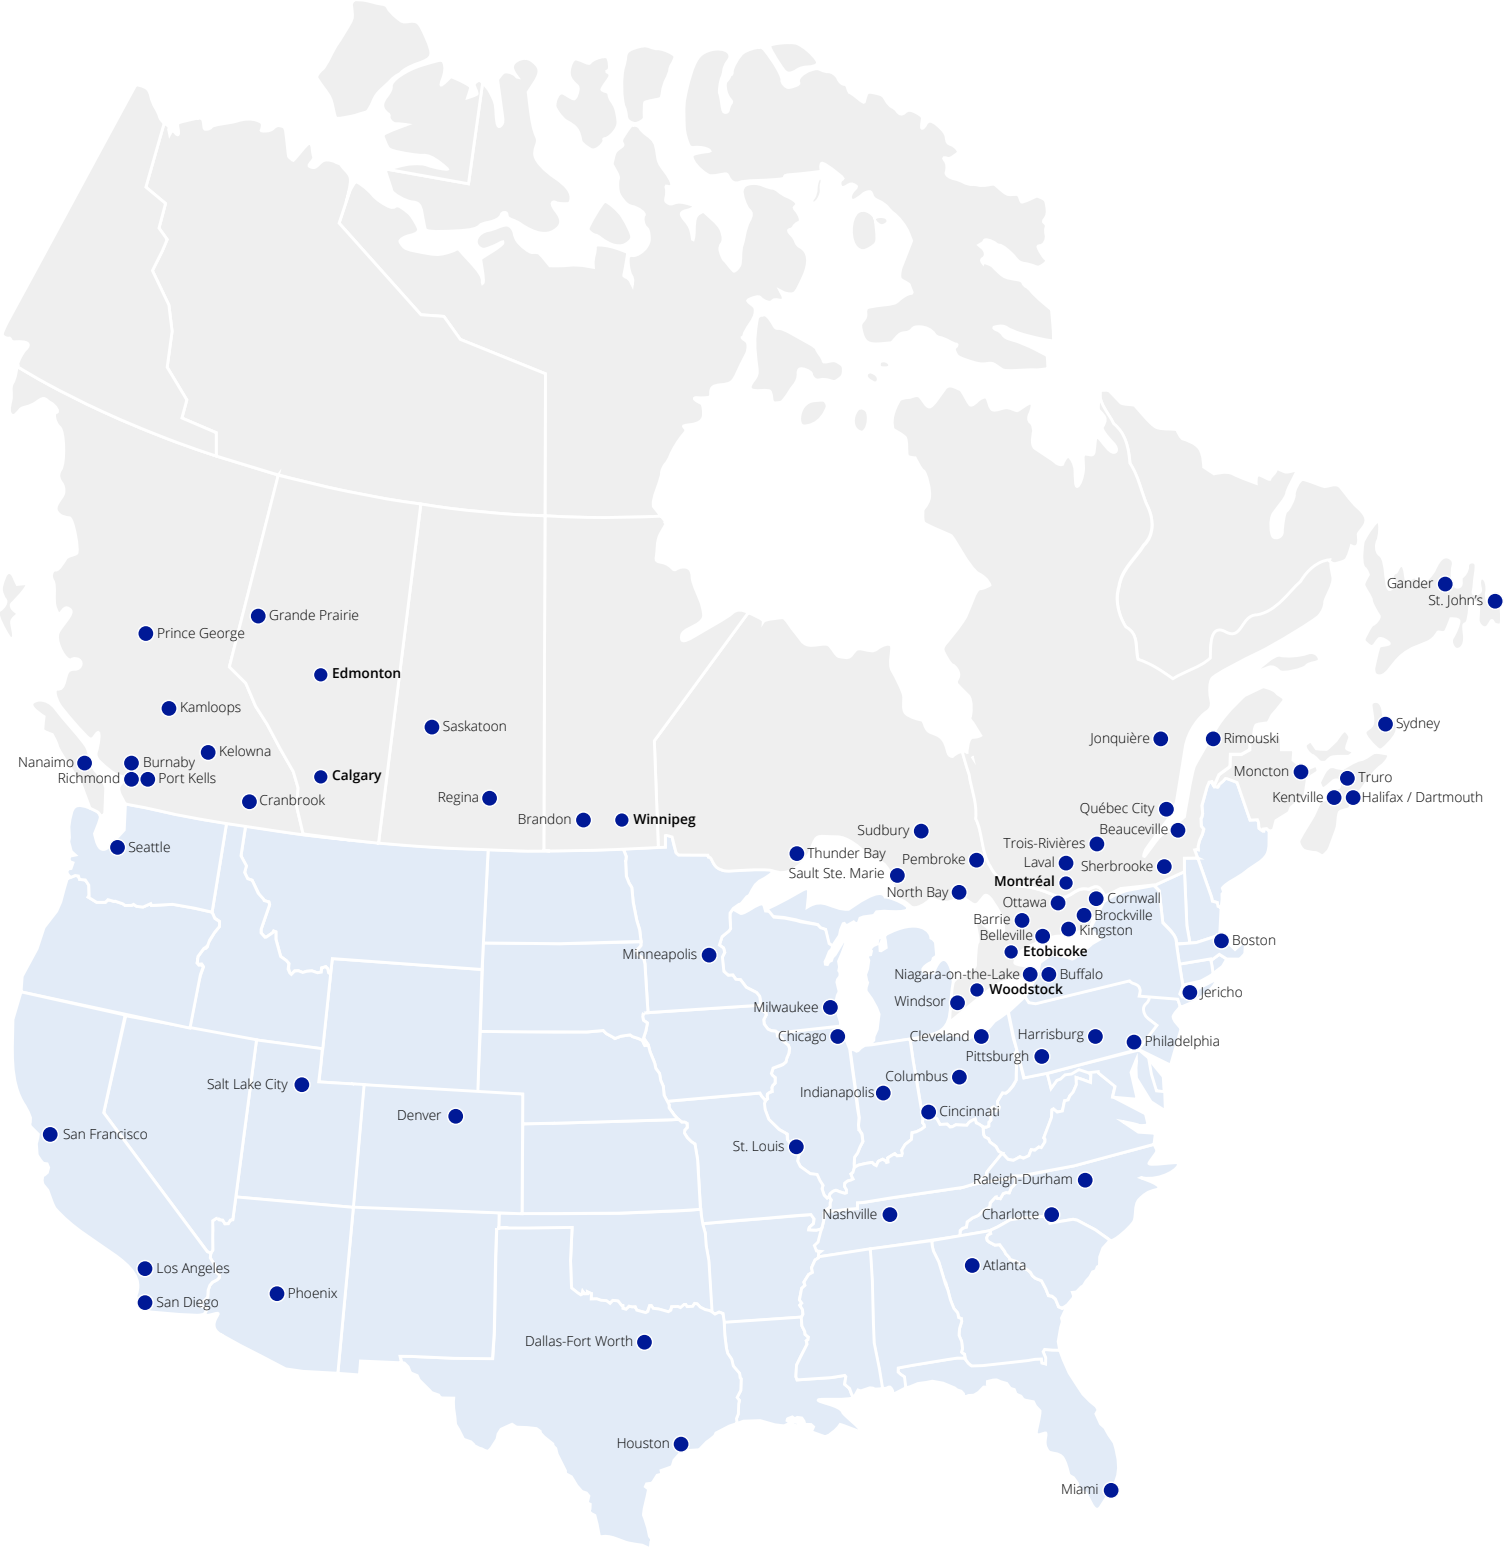 Gander
St. John’s
Grande Prairie
Prince George
Edmonton
Kamloops
Saskatoon
Sydney
Jonquière
Rimouski
Kelowna
Nanaimo
Burnaby
Moncton
Richmond
Port Kells
Calgary
Truro
Cranbrook
Regina
Kentville
Halifax / Dartmouth
Québec City
Brandon
Winnipeg
Sudbury
Beauceville
Seattle
Trois-Rivières
Thunder Bay
Pembroke
Laval
Sherbrooke
Sault Ste. Marie
Montréal
North Bay
Ottawa
Cornwall
Barrie
Brockville
Belleville
Kingston
Boston
Etobicoke
Minneapolis
Niagara-on-the-Lake
Buffalo
Woodstock
Jericho
Windsor
Milwaukee
Chicago
Cleveland
Harrisburg
Philadelphia
Pittsburgh
Columbus
Salt Lake City
Indianapolis
Denver
Cincinnati
San Francisco
St. Louis
Raleigh-Durham
Nashville
Charlotte
Los Angeles
Atlanta
Phoenix
San Diego
Dallas-Fort Worth
Houston
Miami